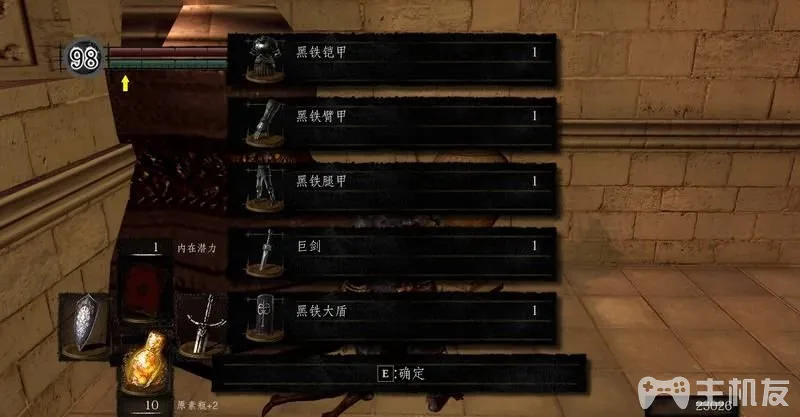 98
黑铁铠甲 1
黑铁臂甲 1
黑铁腿甲 1
巨剑 1
黑铁大盾 1
E:确定
1 内在潜力
10 原素瓶+2
23026
主机友